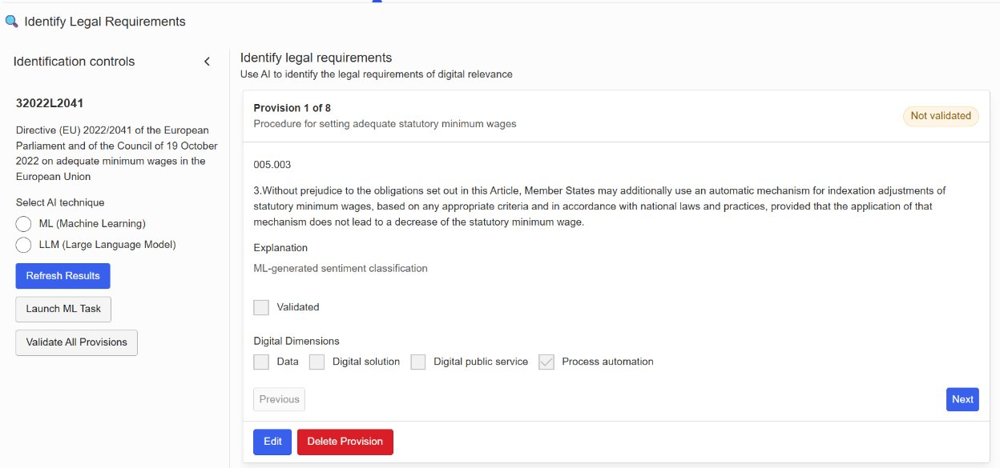 Identify Legal Requirements
Identification controls
32022L2041
Directive (EU) 2022/2041 of the European
Parliament and of the Council of 19 October
2022 on adequate minimum wages in the
European Union
Select AI technique
ML (Machine Learning)
LLM (Large Language Model)
Refresh Results
Launch ML Task
Validate All Provisions
Identify legal requirements
Use AI to identify the legal requirements of digital relevance
Provision 1 of 8
Procedure for setting adequate statutory minimum wages
Not validated
005.003
3.Without prejudice to the obligations set out in this Article, Member States may additionally use an automatic mechanism for indexation adjustments of
statutory minimum wages, based on any appropriate criteria and in accordance with national laws and practices, provided that the application of that
mechanism does not lead to a decrease of the statutory minimum wage.
Explanation
ML-generated sentiment classification
Validated
Digital Dimensions
Data Digital solution Digital public service Process automation
Previous Next
Edit Delete Provision